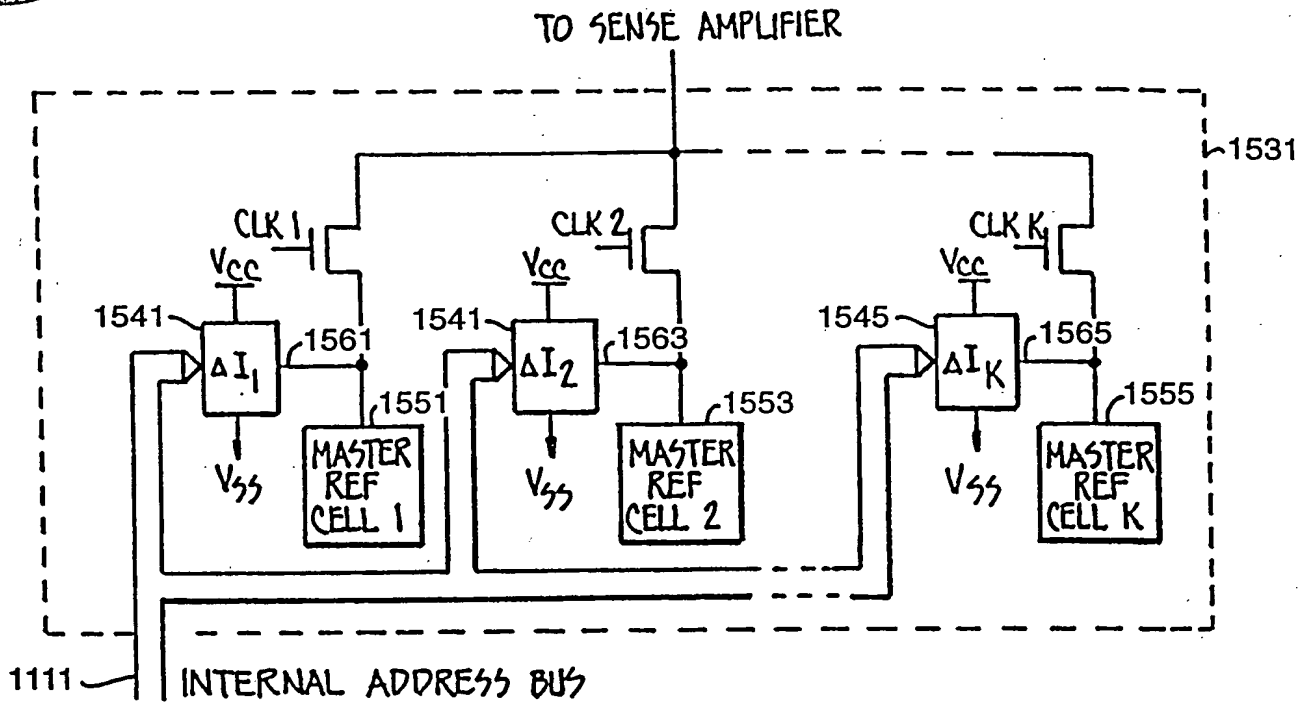 TO SENSE AMPLIFIER
1531
CLK 1
CLK 2
CLK K
VCC
VCC
VCC
1541
1561
1541
1563
1545
1565
ΔI1
ΔI2
ΔIK
1551
1553
1555
VSS
VSS
VSS
MASTER
REF
CELL 1
MASTER
REF
CELL 2
MASTER
REF
CELL K
1111
INTERNAL ADDRESS BUS